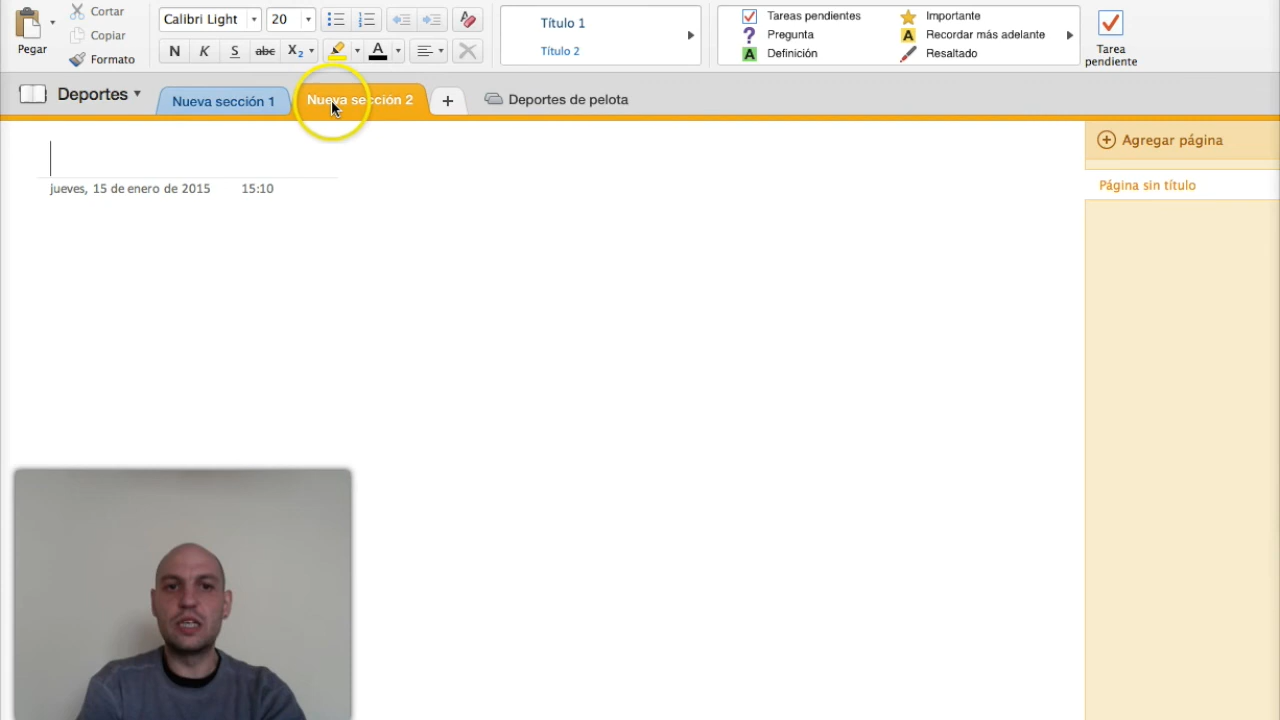 Pegar
Cortar
Copiar
Formato
Calibri Light 20
N K S abc X₂ A
Título 1
Título 2
Tareas pendientes
Pregunta
A Definición
Importante
A Recordar más adelante
Resaltado
Tarea
pendiente
Deportes
Nueva sección 1
Nueva sección 2
+
Deportes de pelota
jueves, 15 de enero de 2015 15:10
Agregar página
Página sin título